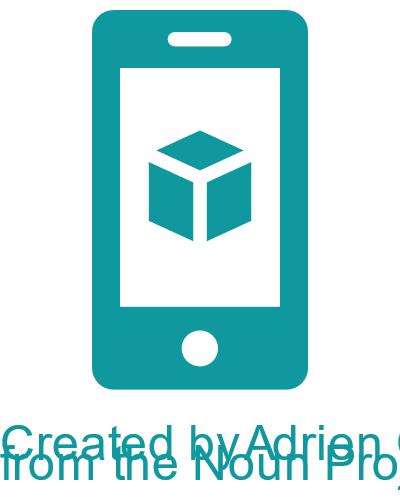 Created by Adrien
from the Noun Pro